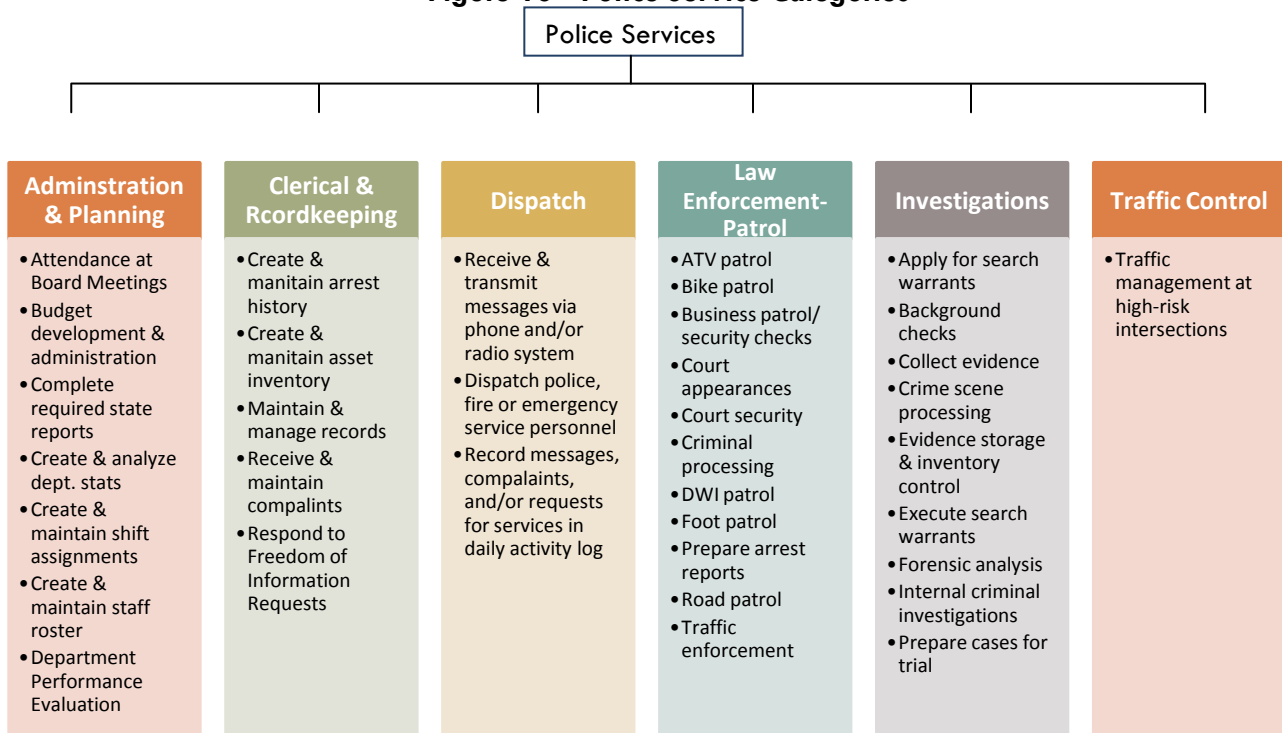 Police Services
Adminstration
& Planning
•Attendance at
Board Meetings
•Budget
development &
administration
•Complete
required state
reports
•Create & analyze
dept. stats
•Create &
maintain shift
assignments
•Create &
maintain staff
roster
•Department
Performance
Evaluation
Clerical &
Rcordkeeping
•Create &
manitain arrest
history
•Create &
manitain asset
inventory
•Maintain &
manage records
•Receive &
maintain
compalints
•Respond to
Freedom of
Information
Requests
Dispatch
•Receive &
transmit
messages via
phone and/or
radio system
•Dispatch police,
fire or emergency
service personnel
•Record messages,
compalaints,
and/or requests
for services in
daily activity log
Law
Enforcement-
Patrol
•ATV patrol
•Bike patrol
•Business patrol/
security checks
•Court
appearances
•Court security
•Criminal
processing
•DWI patrol
•Foot patrol
•Prepare arrest
reports
•Road patrol
•Traffic
enforcement
Investigations
•Apply for search
warrants
•Background
checks
•Collect evidence
•Crime scene
processing
•Evidence storage
& inventory
control
•Execute search
warrants
•Forensic analysis
•Internal criminal
investigations
•Prepare cases for
trial
Traffic Control
•Traffic
management at
high-risk
intersections